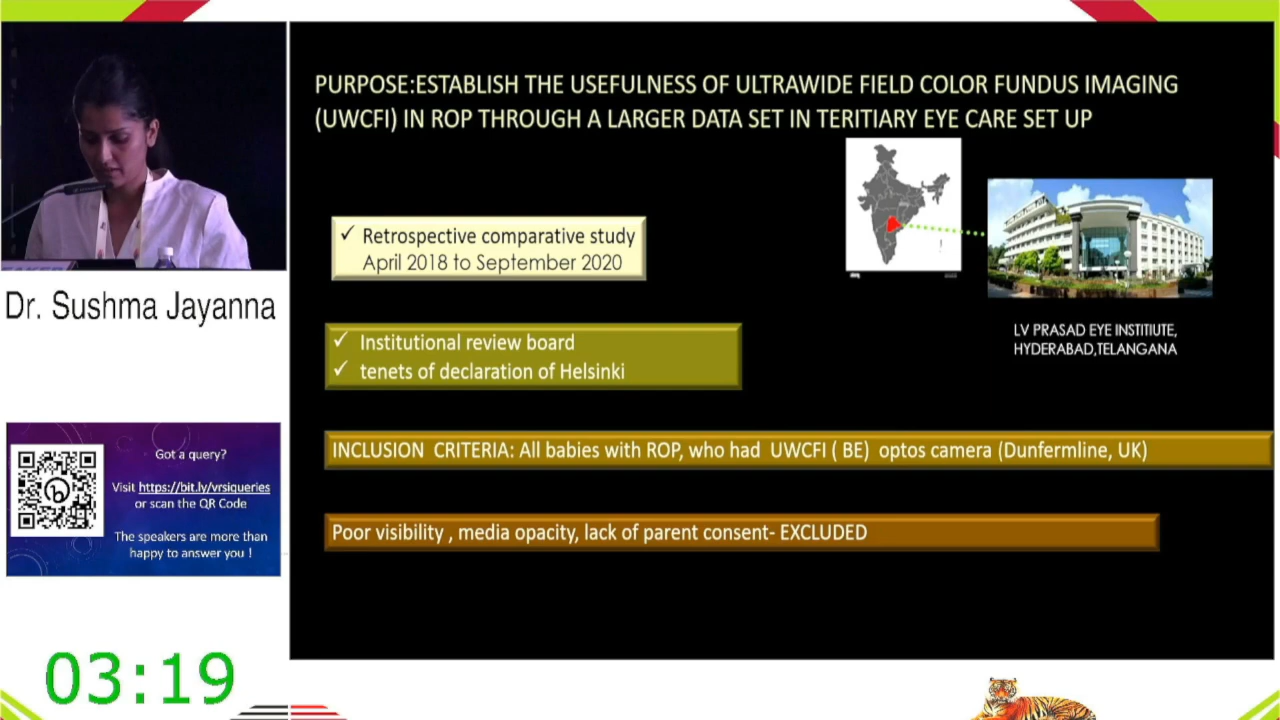 PURPOSE:ESTABLISH THE USEFULNESS OF ULTRAWIDE FIELD COLOR FUNDUS IMAGING
(UWCFI) IN ROP THROUGH A LARGER DATA SET IN TERITIARY EYE CARE SET UP
✓ Retrospective comparative study
April 2018 to September 2020
LV PRASAD EYE INSTITIUTE,
HYDERABAD,TELANGANA
✓ Institutional review board
✓ tenets of declaration of Helsinki
INCLUSION CRITERIA: All babies with ROP, who had UWCFI ( BE) optos camera (Dunfermline, UK)
Poor visibility , media opacity, lack of parent consent- EXCLUDED
Dr. Sushma Jayanna
Got a query?
Visit https://bit.ly/vrsiqueries
or scan the QR Code
The speakers are more than
happy to answer you !
03:19